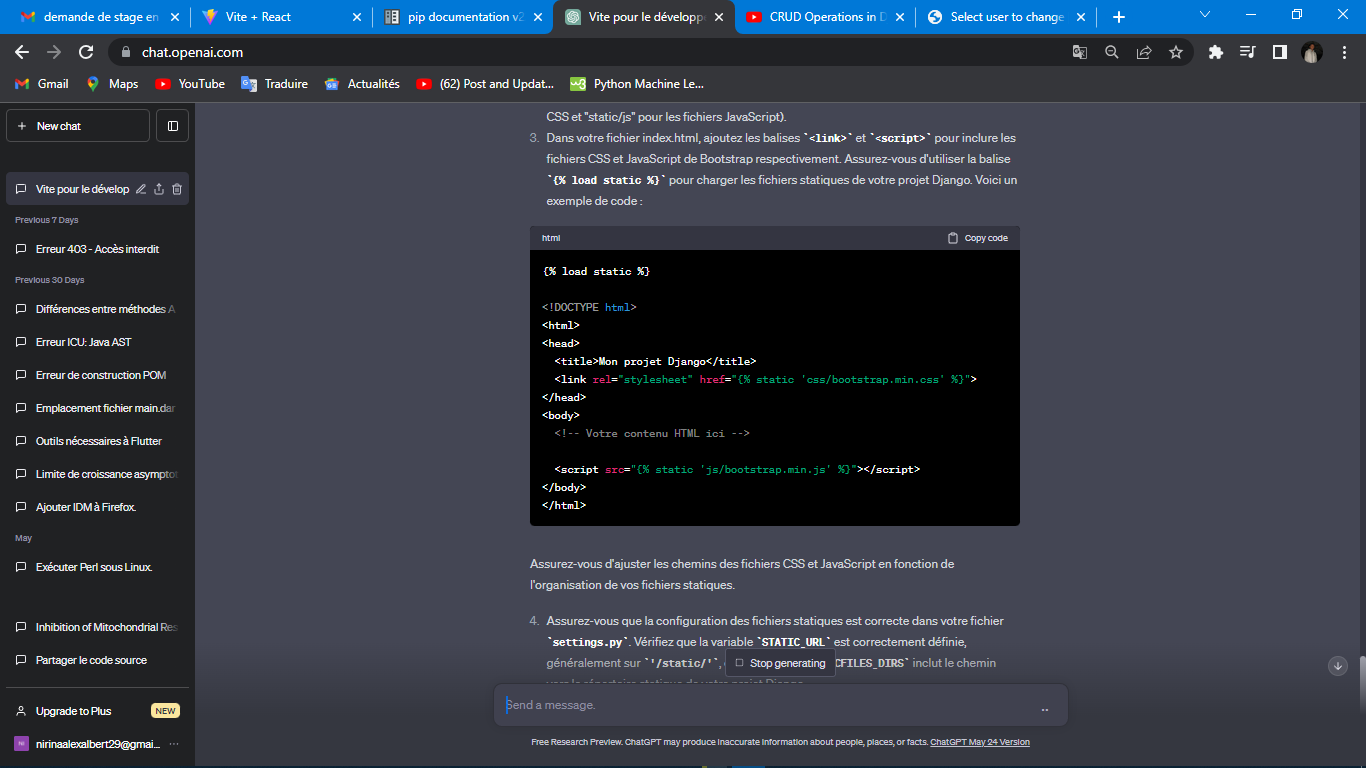 demande de stage en
Vite + React
pip documentation v2
Vite pour le développe
CRUD Operations in D
Select user to change
chat.openai.com
Gmail
Maps
YouTube
Traduire
Actualités
(62) Post and Updat...
Python Machine Le...
New chat
Vite pour le dévelop
Previous 7 Days
Erreur 403 - Accès interdit
Previous 30 Days
Différences entre méthodes A
Erreur ICU: Java AST
Erreur de construction POM
Emplacement fichier main.dar
Outils nécessaires à Flutter
Limite de croissance asymptot
Ajouter IDM à Firefox.
May
Exécuter Perl sous Linux.
Inhibition of Mitochondrial Res
Partager le code source
Upgrade to Plus
NEW
nirinaalexalbert29@gmai...
CSS et "static/js" pour les fichiers JavaScript).
3. Dans votre fichier index.html, ajoutez les balises `<link>` et `<script>` pour inclure les
fichiers CSS et JavaScript de Bootstrap respectivement. Assurez-vous d'utiliser la balise
`{% load static %}` pour charger les fichiers statiques de votre projet Django. Voici un
exemple de code :
html
Copy code
{% load static %}
<!DOCTYPE html>
<html>
<head>
<title>Mon projet Django</title>
<link rel="stylesheet" href="{% static 'css/bootstrap.min.css' %}">
</head>
<body>
<!-- Votre contenu HTML ici -->
<script src="{% static 'js/bootstrap.min.js' %}"></script>
</body>
</html>
Assurez-vous d'ajuster les chemins des fichiers CSS et JavaScript en fonction de
l'organisation de vos fichiers statiques.
4. Assurez-vous que la configuration des fichiers statiques est correcte dans votre fichier
`settings.py`. Vérifiez que la variable `STATIC_URL` est correctement définie,
généralement sur `'/static/'`, CFILES_DIRS` inclut le chemin
vers le répertoire statique de votre projet Django.
Stop generating
Send a message.
Free Research Preview. ChatGPT may produce inaccurate information about people, places, or facts. ChatGPT May 24 Version